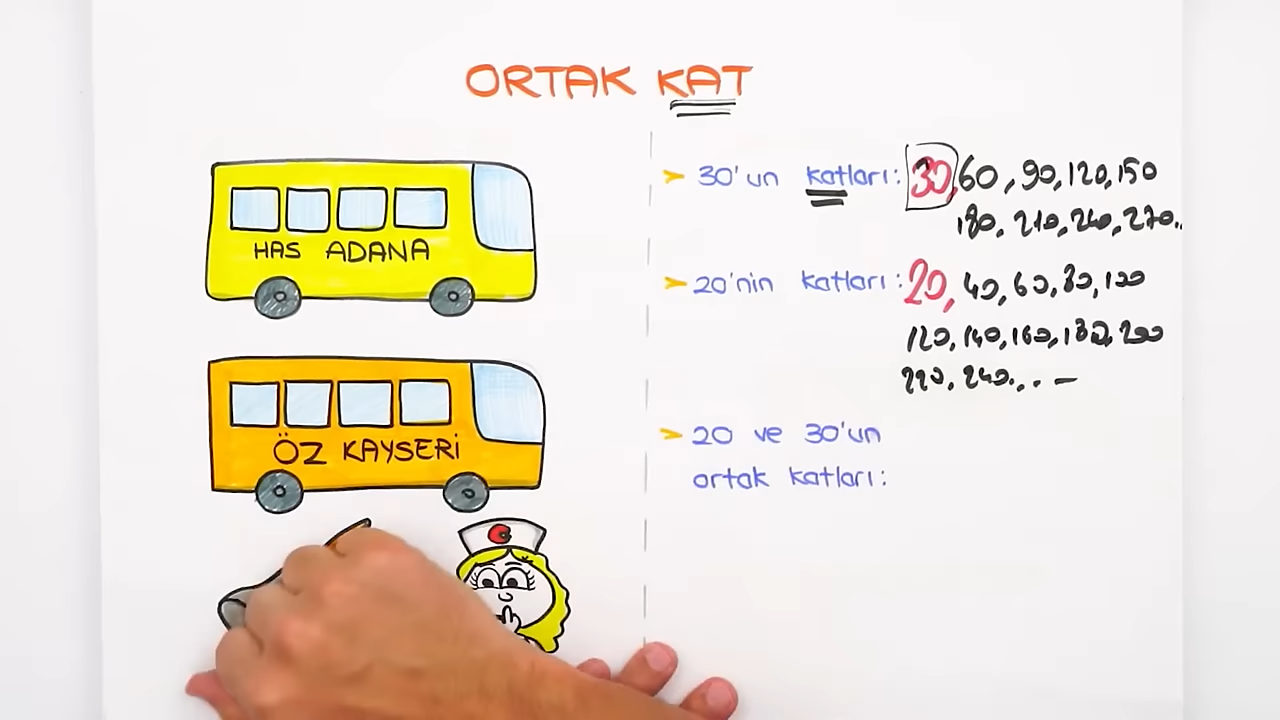 ORTAK KAT
HAS ADANA
ÖZ KAYSERİ
30'un katları: 30, 60, 90, 120, 150
180, 210, 240, 270..
20'nin katları: 20, 40, 60, 80, 100
120, 140, 160, 180, 200
220, 240...
20 ve 30'un
ortak katları: